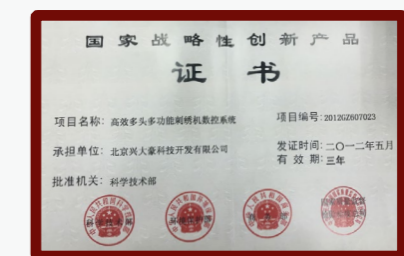 国家战略性创新产品
证书
项目名称：高效多头多功能刺绣机数控系统
项目编号：2012GZ607023
承担单位：北京兴大豪科技开发有限公司
发证时间：二〇一二年五月
有效期：三年
批准机关：科学技术部